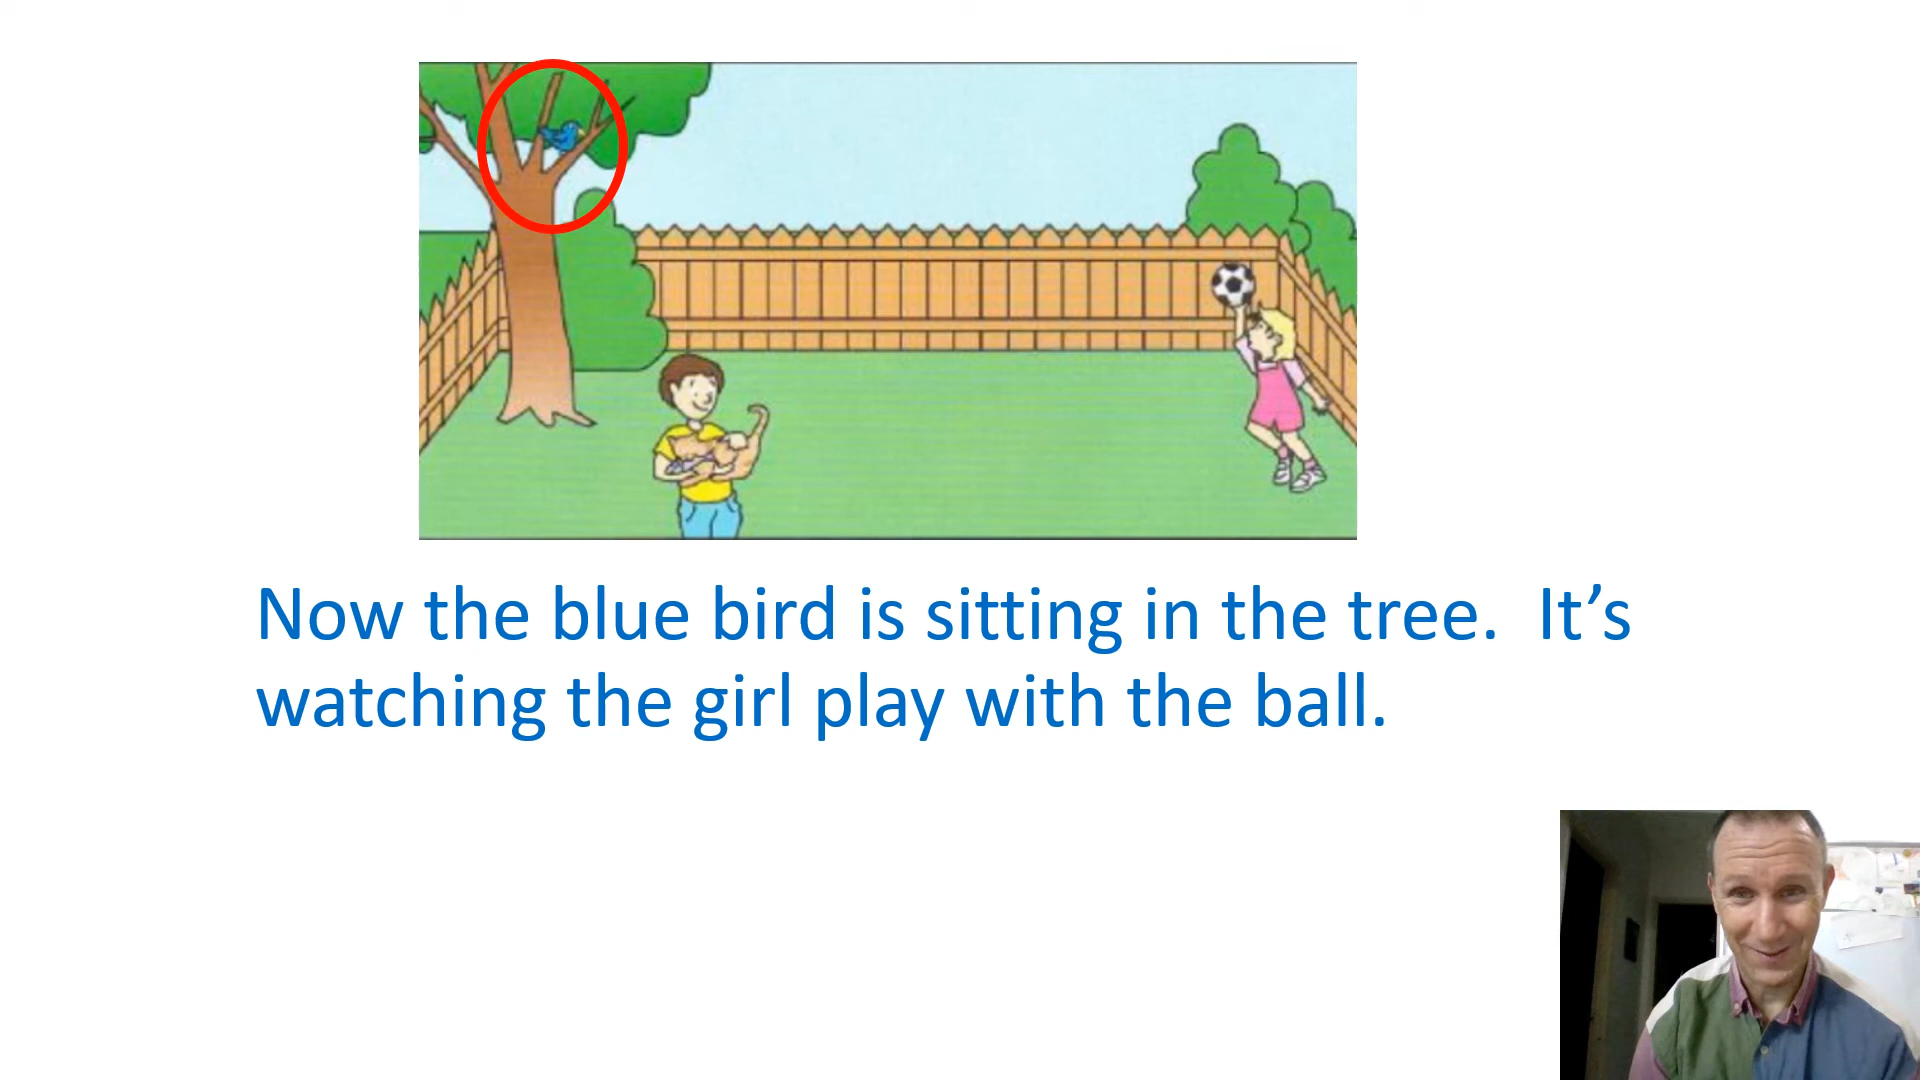 Now the blue bird is sitting in the tree.  It’s
watching the girl play with the ball.